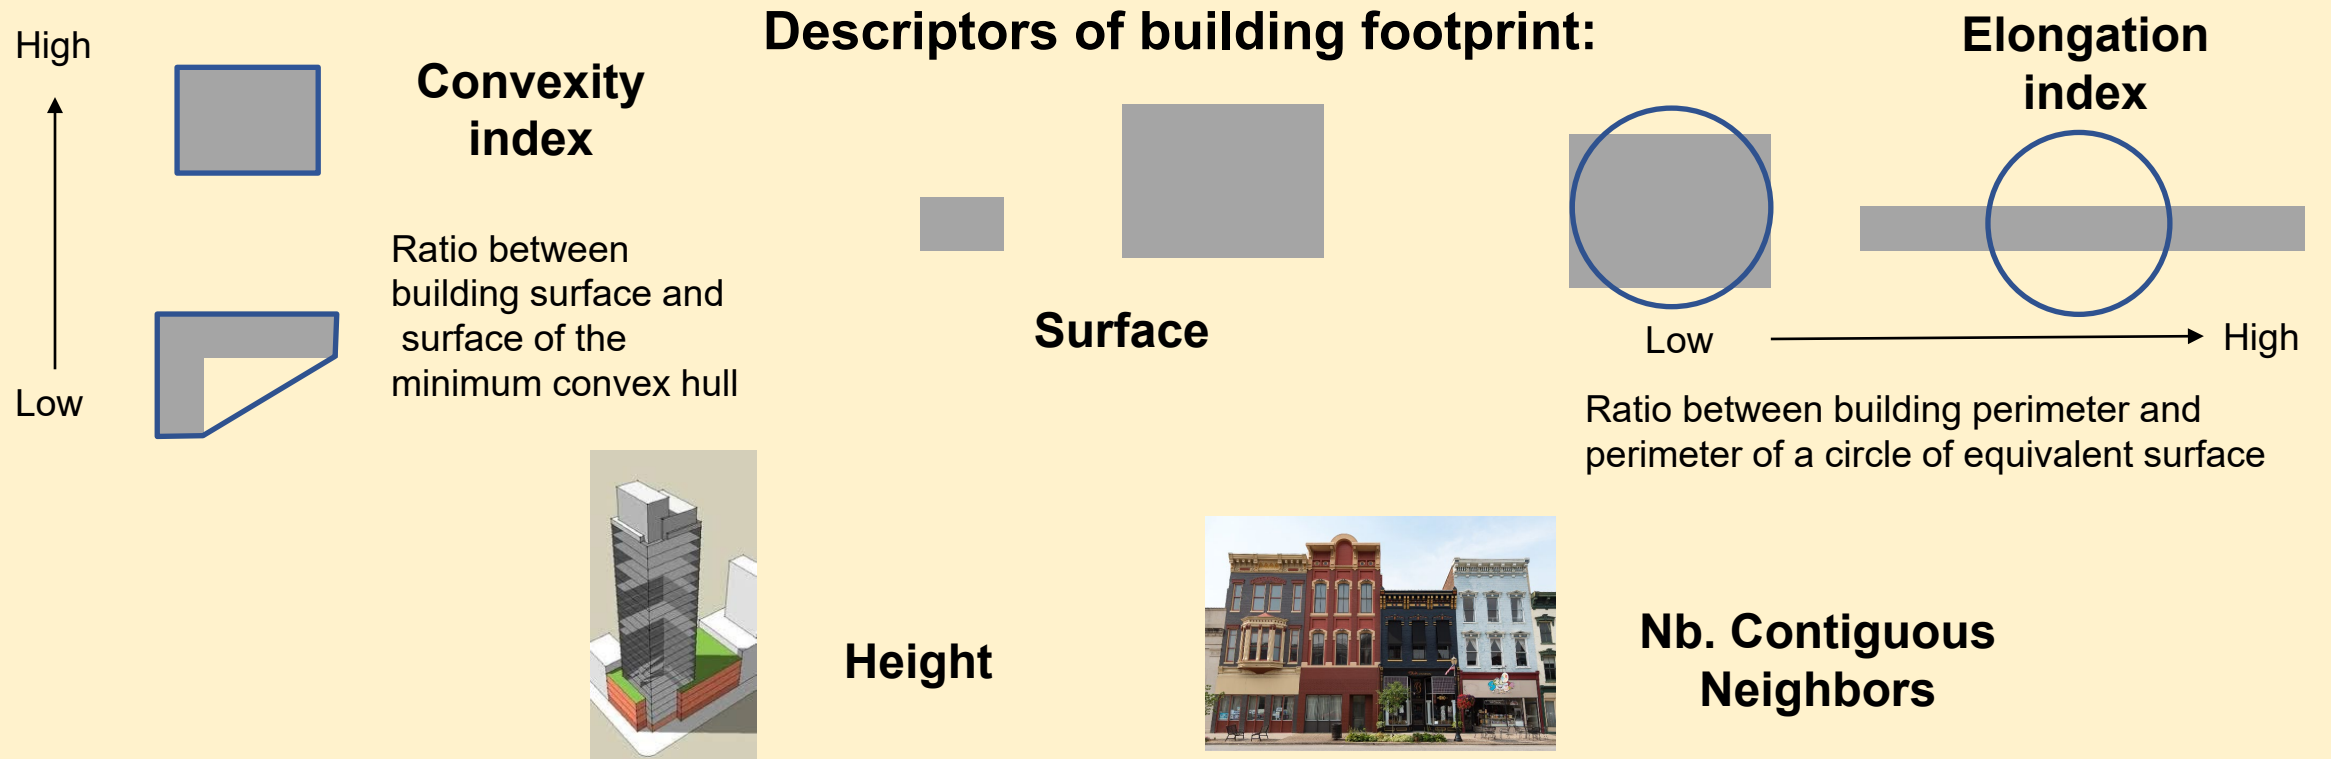 Descriptors of building footprint:
High
Low
Convexity
index
Ratio between
building surface and
surface of the
minimum convex hull
Surface
Elongation
index
Low
High
Ratio between building perimeter and
perimeter of a circle of equivalent surface
Height
Nb. Contiguous
Neighbors